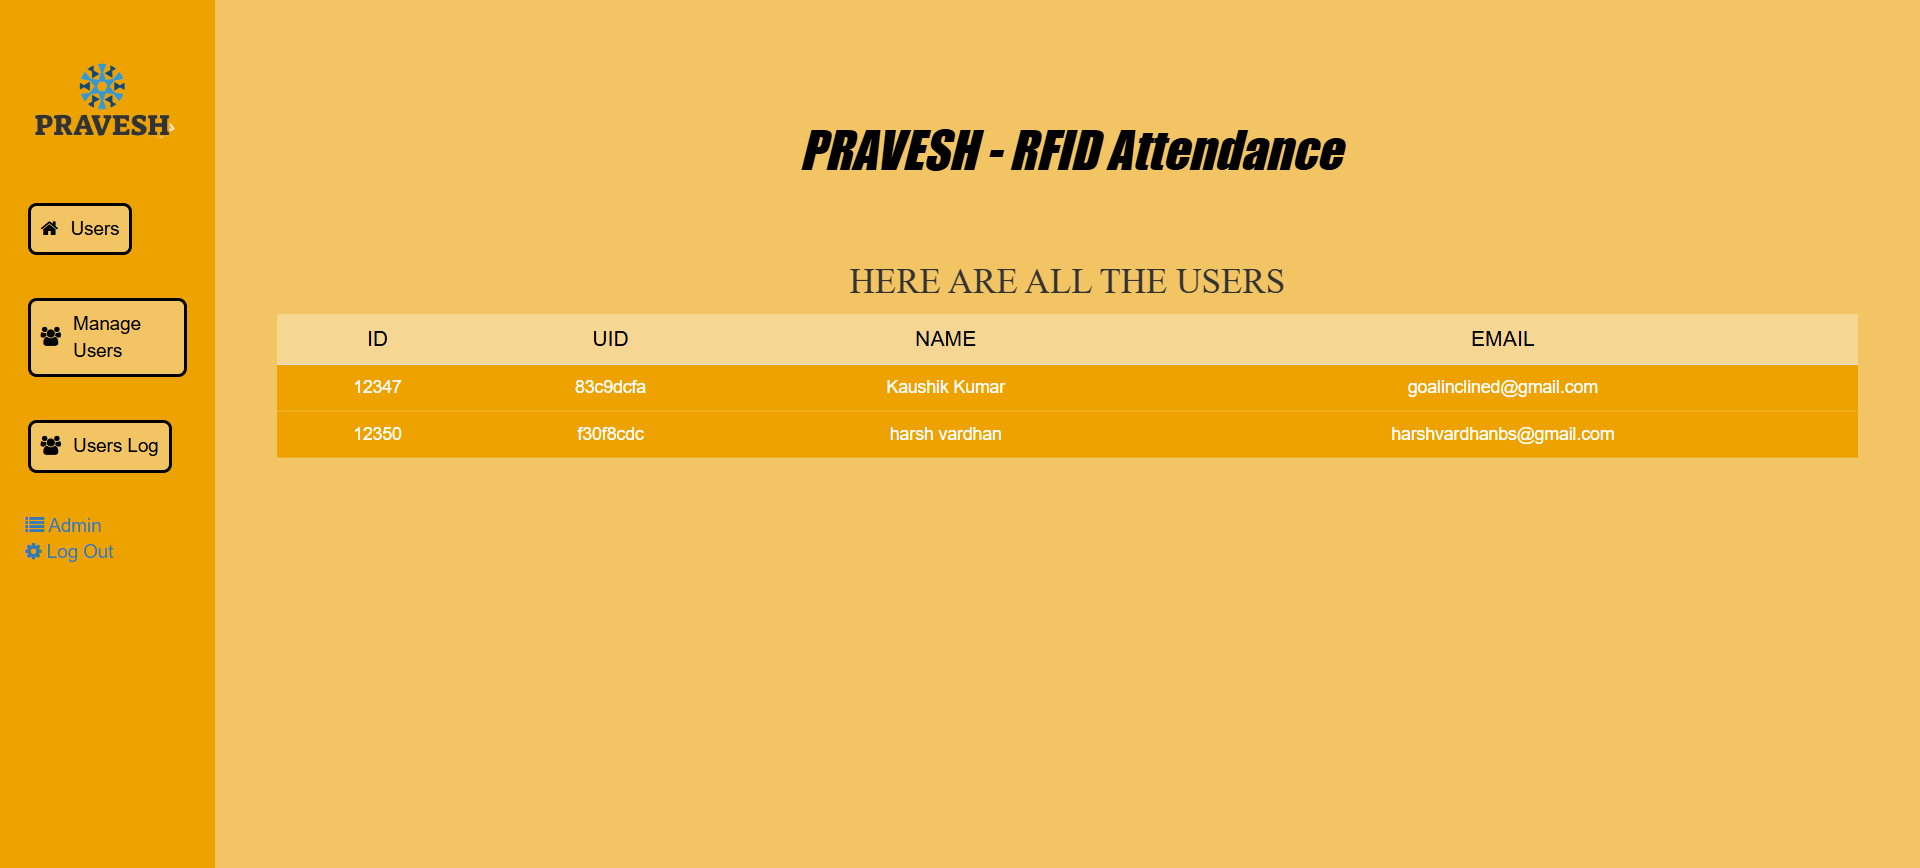 PRAVESH
Users
Manage
Users
Users Log
Admin
Log Out
PRAVESH - RFID Attendance
HERE ARE ALL THE USERS
ID UID NAME EMAIL
12347 83c9dcfa Kaushik Kumar goalinclined@gmail.com
12350 f30f8cdc harsh vardhan harshvardhanbs@gmail.com